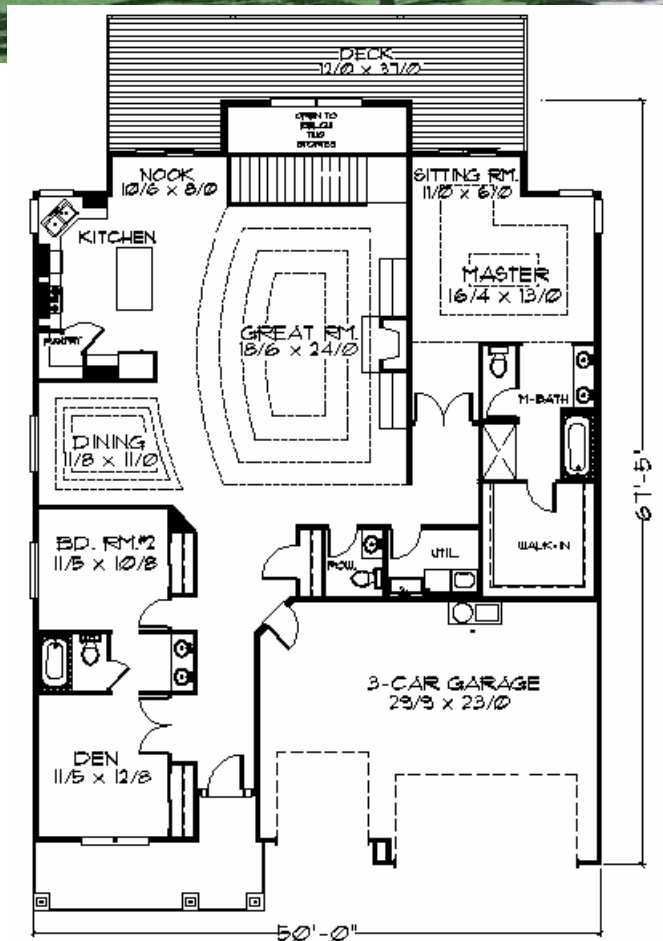 DECK
12/0 x 37/0
OPEN TO
BELOW
TWO
STORIES
NOOK
10/6 x 8/0
SITTING RM.
11/0 x 6/0
KITCHEN
MASTER
16/4 x 13/0
GREAT RM.
18/6 x 24/0
PANTRY
M-BATH
DINING
11/8 x 11/0
67'-5"
BD. RM.#2
11/5 x 10/8
POW.
UTIL.
WALK-IN
3-CAR GARAGE
29/9 x 23/0
DEN
11/5 x 12/8
50'-0"